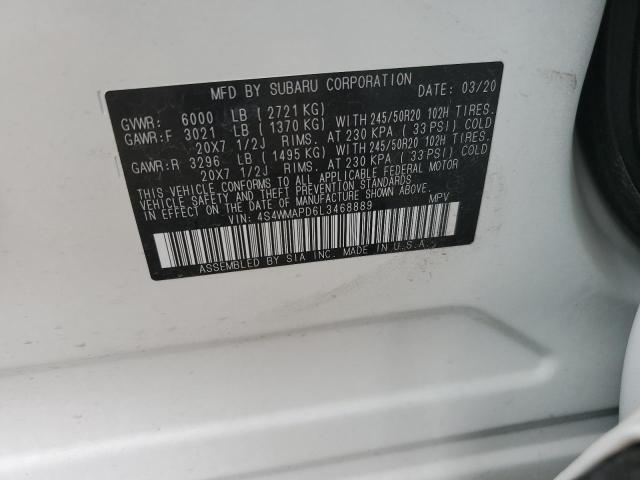 MFD BY SUBARU CORPORATION DATE: 03/20
GVWR: 6000 LB ( 2721 KG)
GAWR:F 3021 LB ( 1370 KG) WITH 245/50R20 102H TIRES.
20X7 1/2J RIMS. AT 230 KPA ( 33 PSI) COLD
GAWR:R 3296 LB ( 1495 KG) WITH 245/50R20 102H TIRES.
20X7 1/2J RIMS. AT 230 KPA ( 33 PSI) COLD
THIS VEHICLE CONFORMS TO ALL APPLICABLE FEDERAL MOTOR
VEHICLE SAFETY AND THEFT PREVENTION STANDARDS
IN EFFECT ON THE DATE OF MANUFACTURE SHOWN ABOVE.
VIN: 4S4WMAPD6L3468889 MPV
ASSEMBLED BY SIA INC. MADE IN U.S.A.